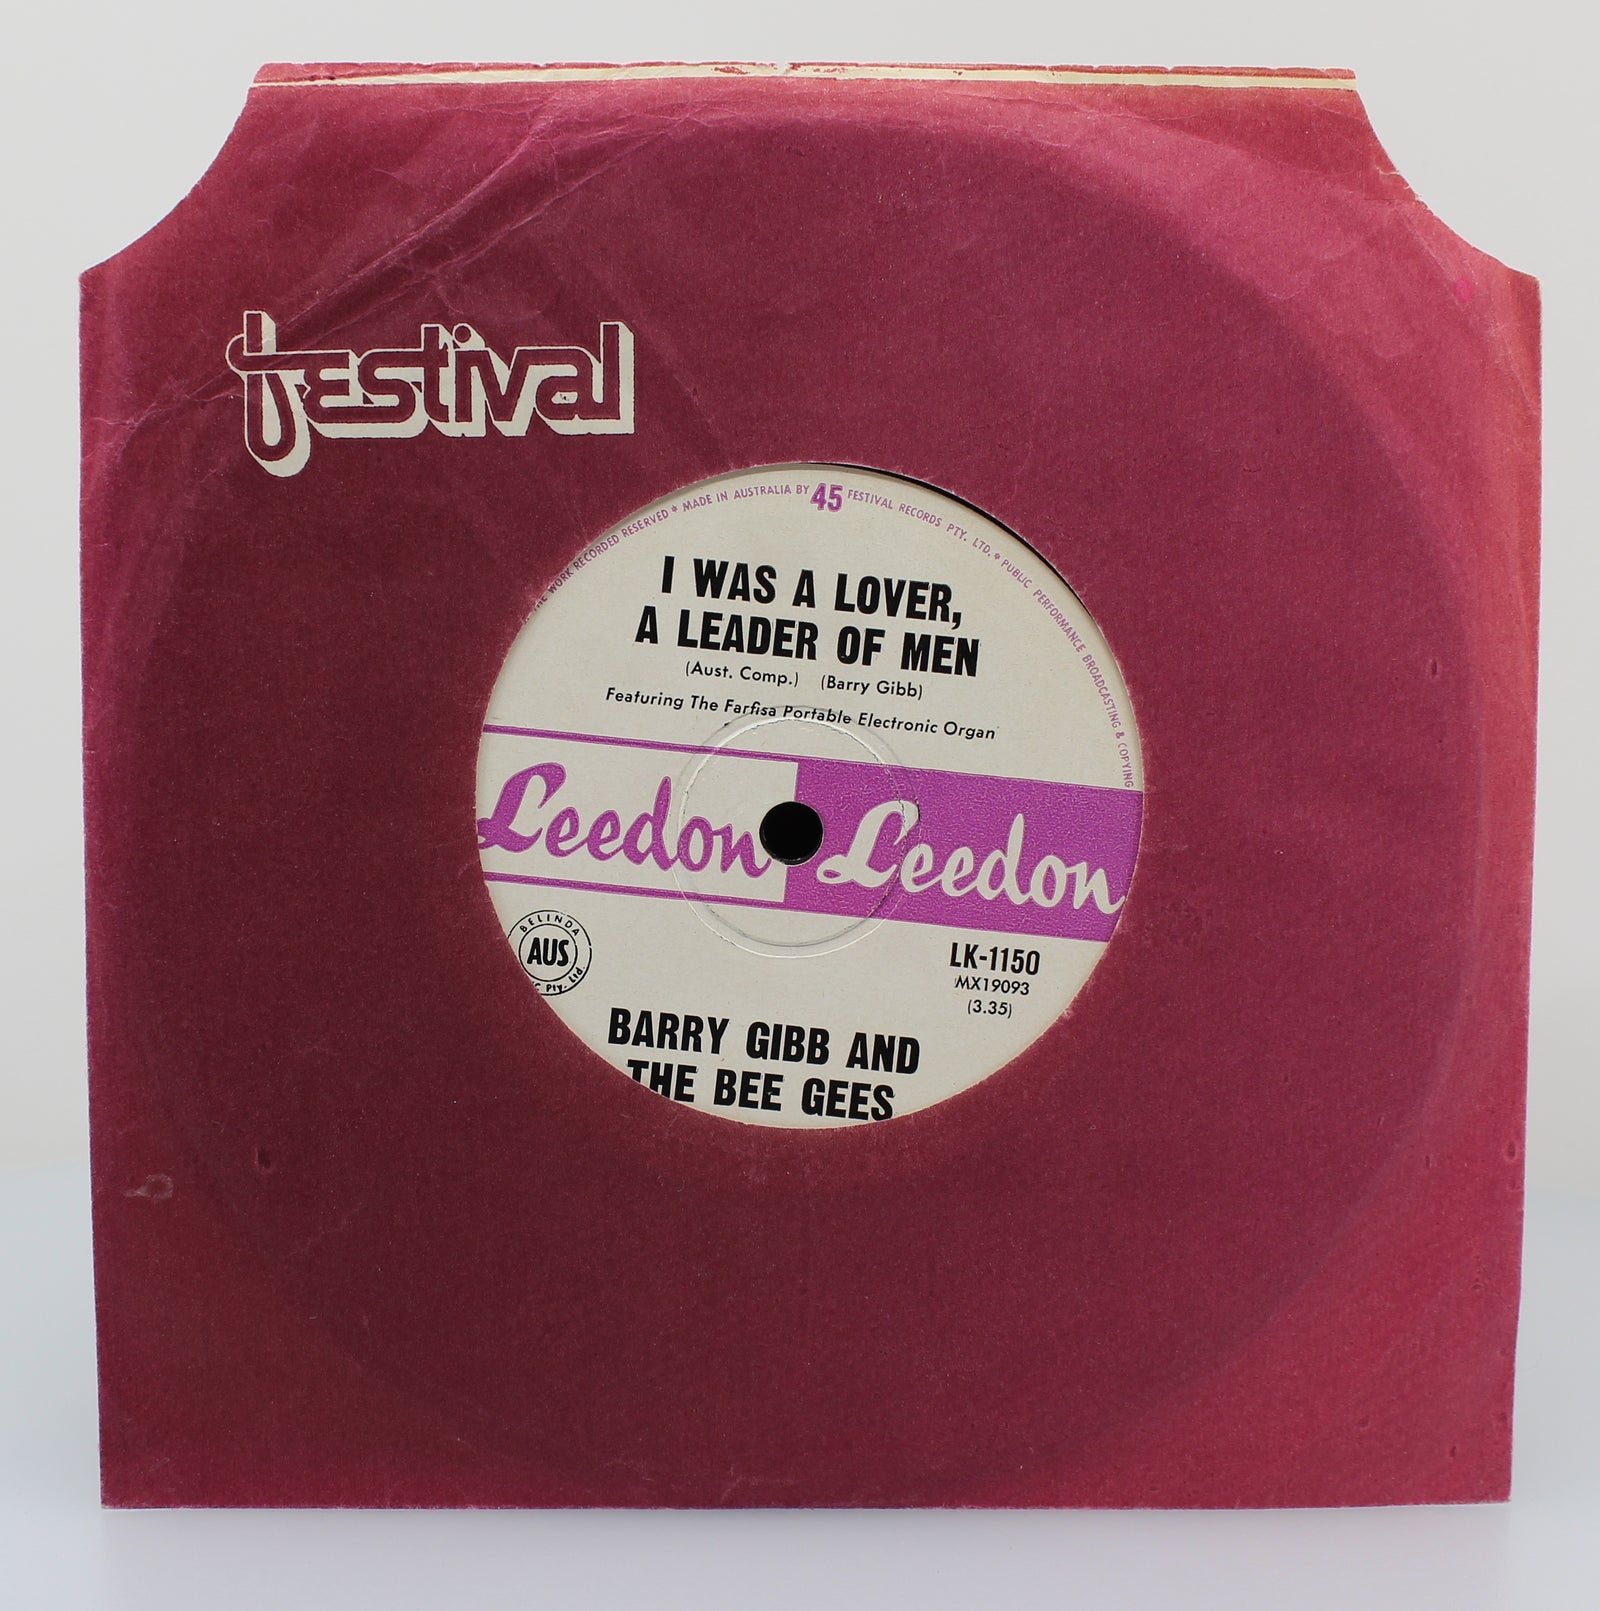 festival
WORK RECORDED RESERVED * MADE IN AUSTRALIA BY 45 FESTIVAL RECORDS PTY. LTD. * PUBLIC PERFORMANCE BROADCASTING & COPYING
I WAS A LOVER,
A LEADER OF MEN
(Aust. Comp.) (Barry Gibb)
Featuring The Farfisa Portable Electronic Organ
Leedon Leedon
BELINDA
AUS
PTY. LTD
LK-1150
MX19093
(3.35)
BARRY GIBB AND
THE BEE GEES